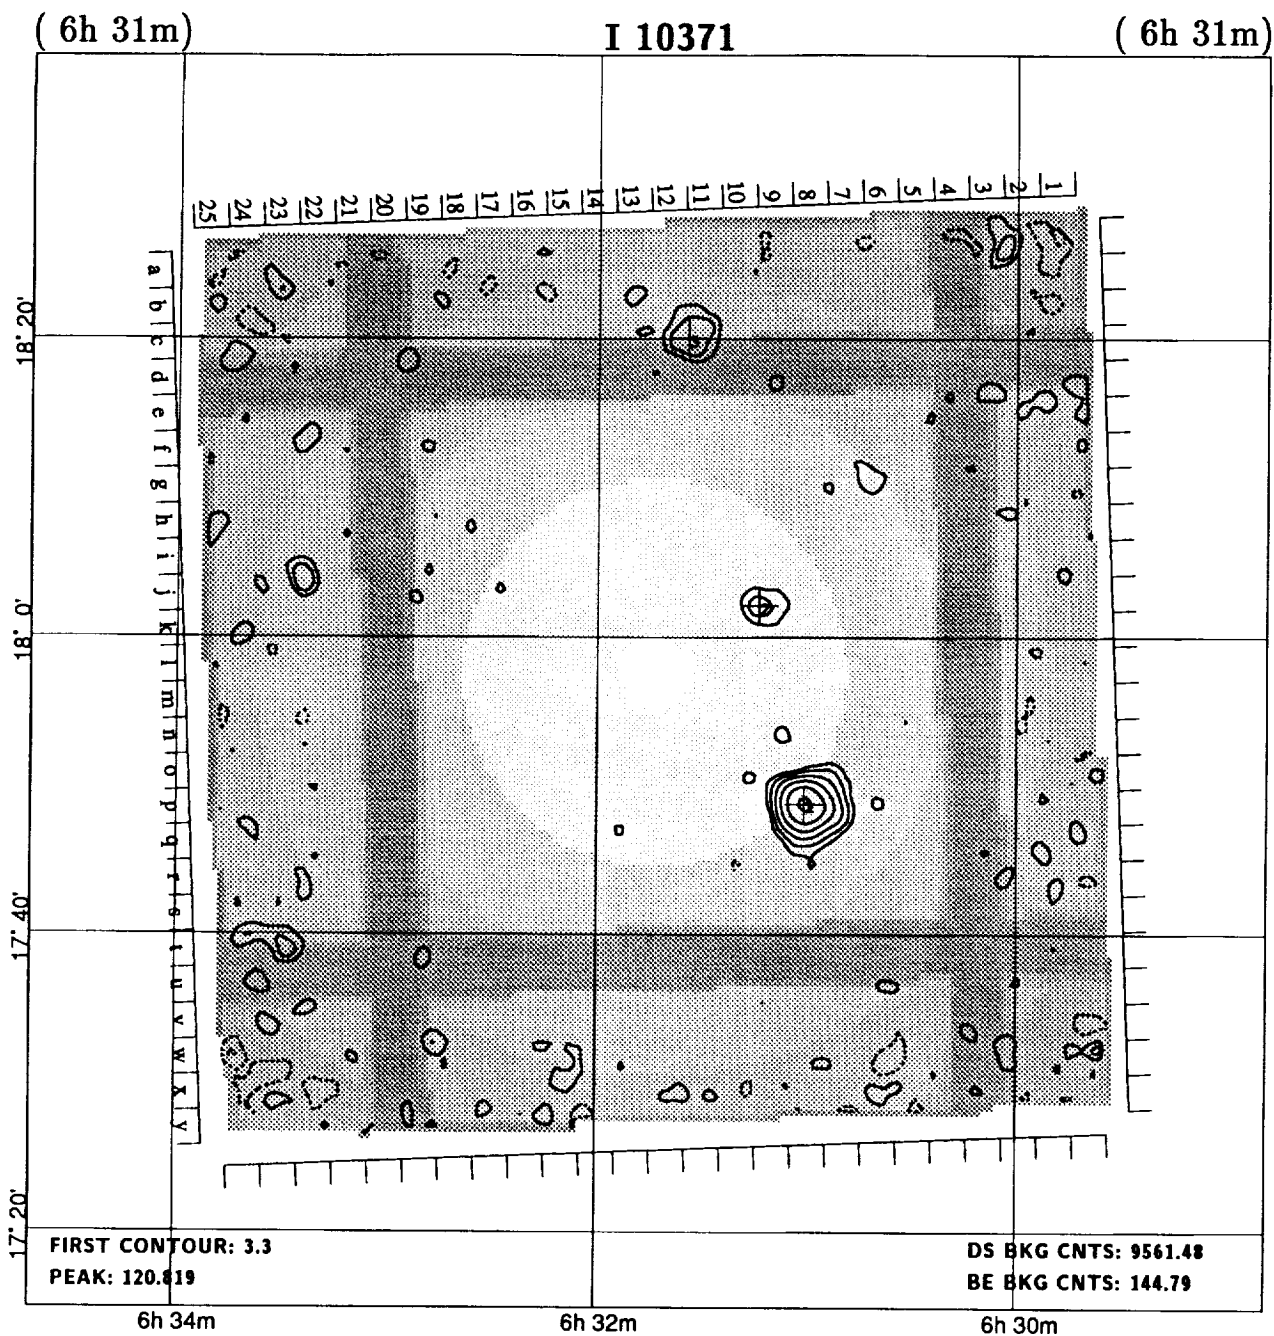 ( 6h 31m) I 10371 ( 6h 31m)
25 24 23 22 21 20 19 18 17 16 15 14 13 12 11 10 9 8 7 6 5 4 3 2 1
a b c d e f g h i j k l m n o p q r s t u v w x y
18° 20'
18° 0'
17° 40'
17° 20'
FIRST CONTOUR: 3.3
PEAK: 120.819
DS BKG CNTS: 9561.48
BE BKG CNTS: 144.79
6h 34m 6h 32m 6h 30m